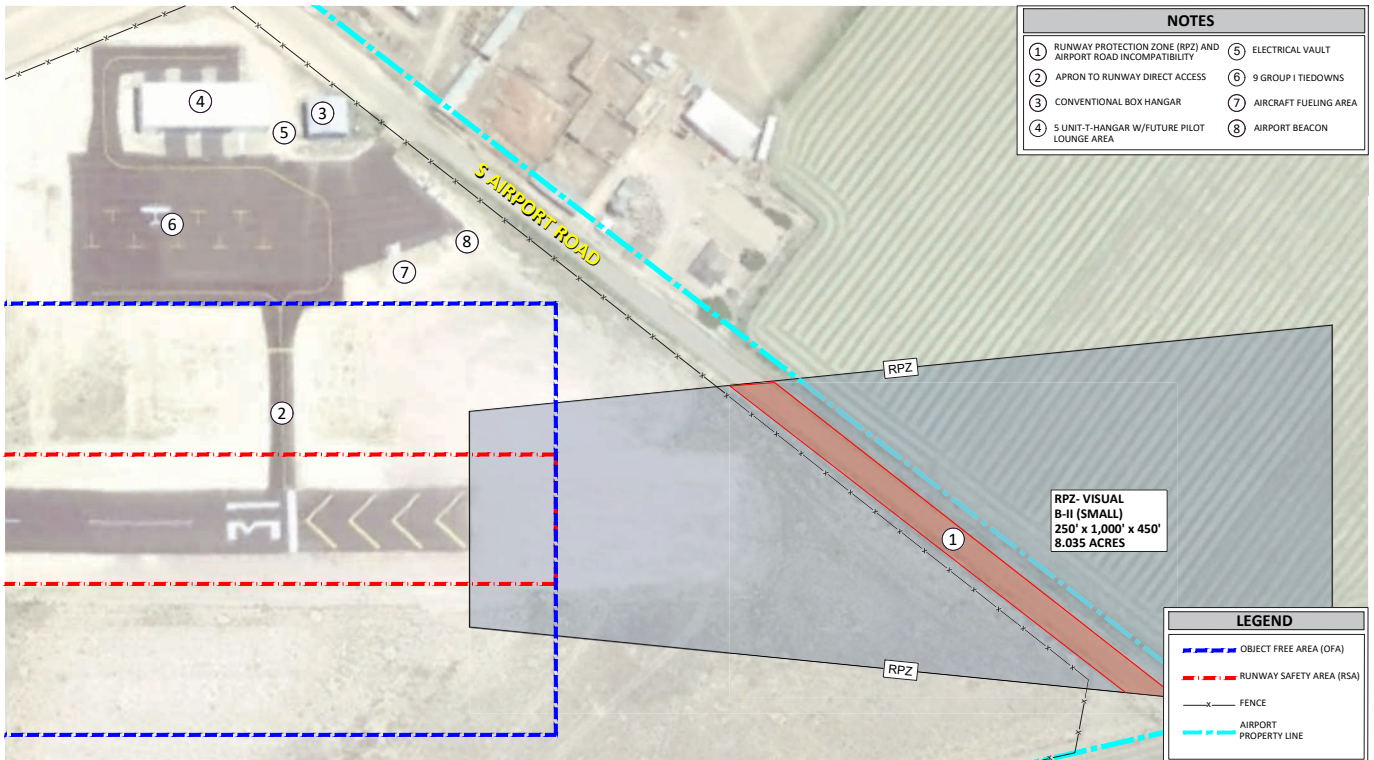 NOTES
1 RUNWAY PROTECTION ZONE (RPZ) AND
AIRPORT ROAD INCOMPATIBILITY
2 APRON TO RUNWAY DIRECT ACCESS
3 CONVENTIONAL BOX HANGAR
4 5 UNIT-T-HANGAR W/FUTURE PILOT
LOUNGE AREA
5 ELECTRICAL VAULT
6 9 GROUP I TIEDOWNS
7 AIRCRAFT FUELING AREA
8 AIRPORT BEACON
4
3
5
S AIRPORT ROAD
6
8
7
RPZ
2
13
RPZ- VISUAL
B-II (SMALL)
250' x 1,000' x 450'
8.035 ACRES
1
RPZ
LEGEND
OBJECT FREE AREA (OFA)
RUNWAY SAFETY AREA (RSA)
FENCE
AIRPORT
PROPERTY LINE